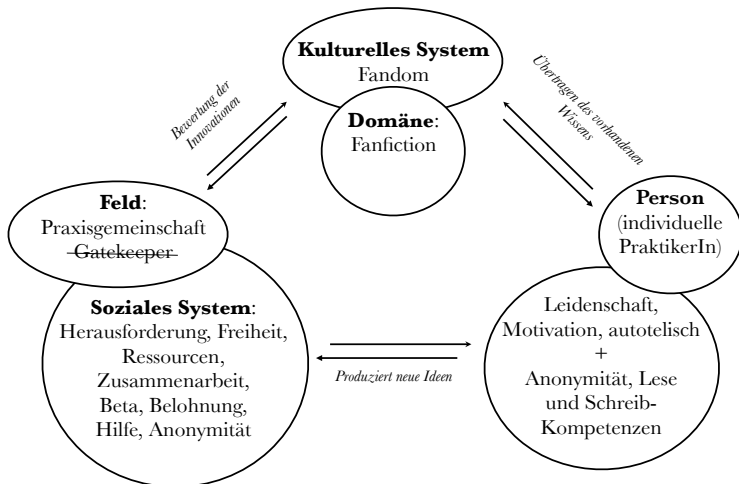 Kulturelles System
Fandom
Domäne:
Fanfiction
Bewertung der
Innovationen
Übertragen des vorhandenen
Wissens
Feld:
Praxisgemeinschaft
Gatekeeper
Person
(individuelle
PraktikerIn)
Soziales System:
Herausforderung, Freiheit,
Ressourcen,
Zusammenarbeit,
Beta, Belohnung,
Hilfe, Anonymität
Produziert neue Ideen
Leidenschaft,
Motivation, autotelisch
+
Anonymität, Lese
und Schreib-
Kompetenzen